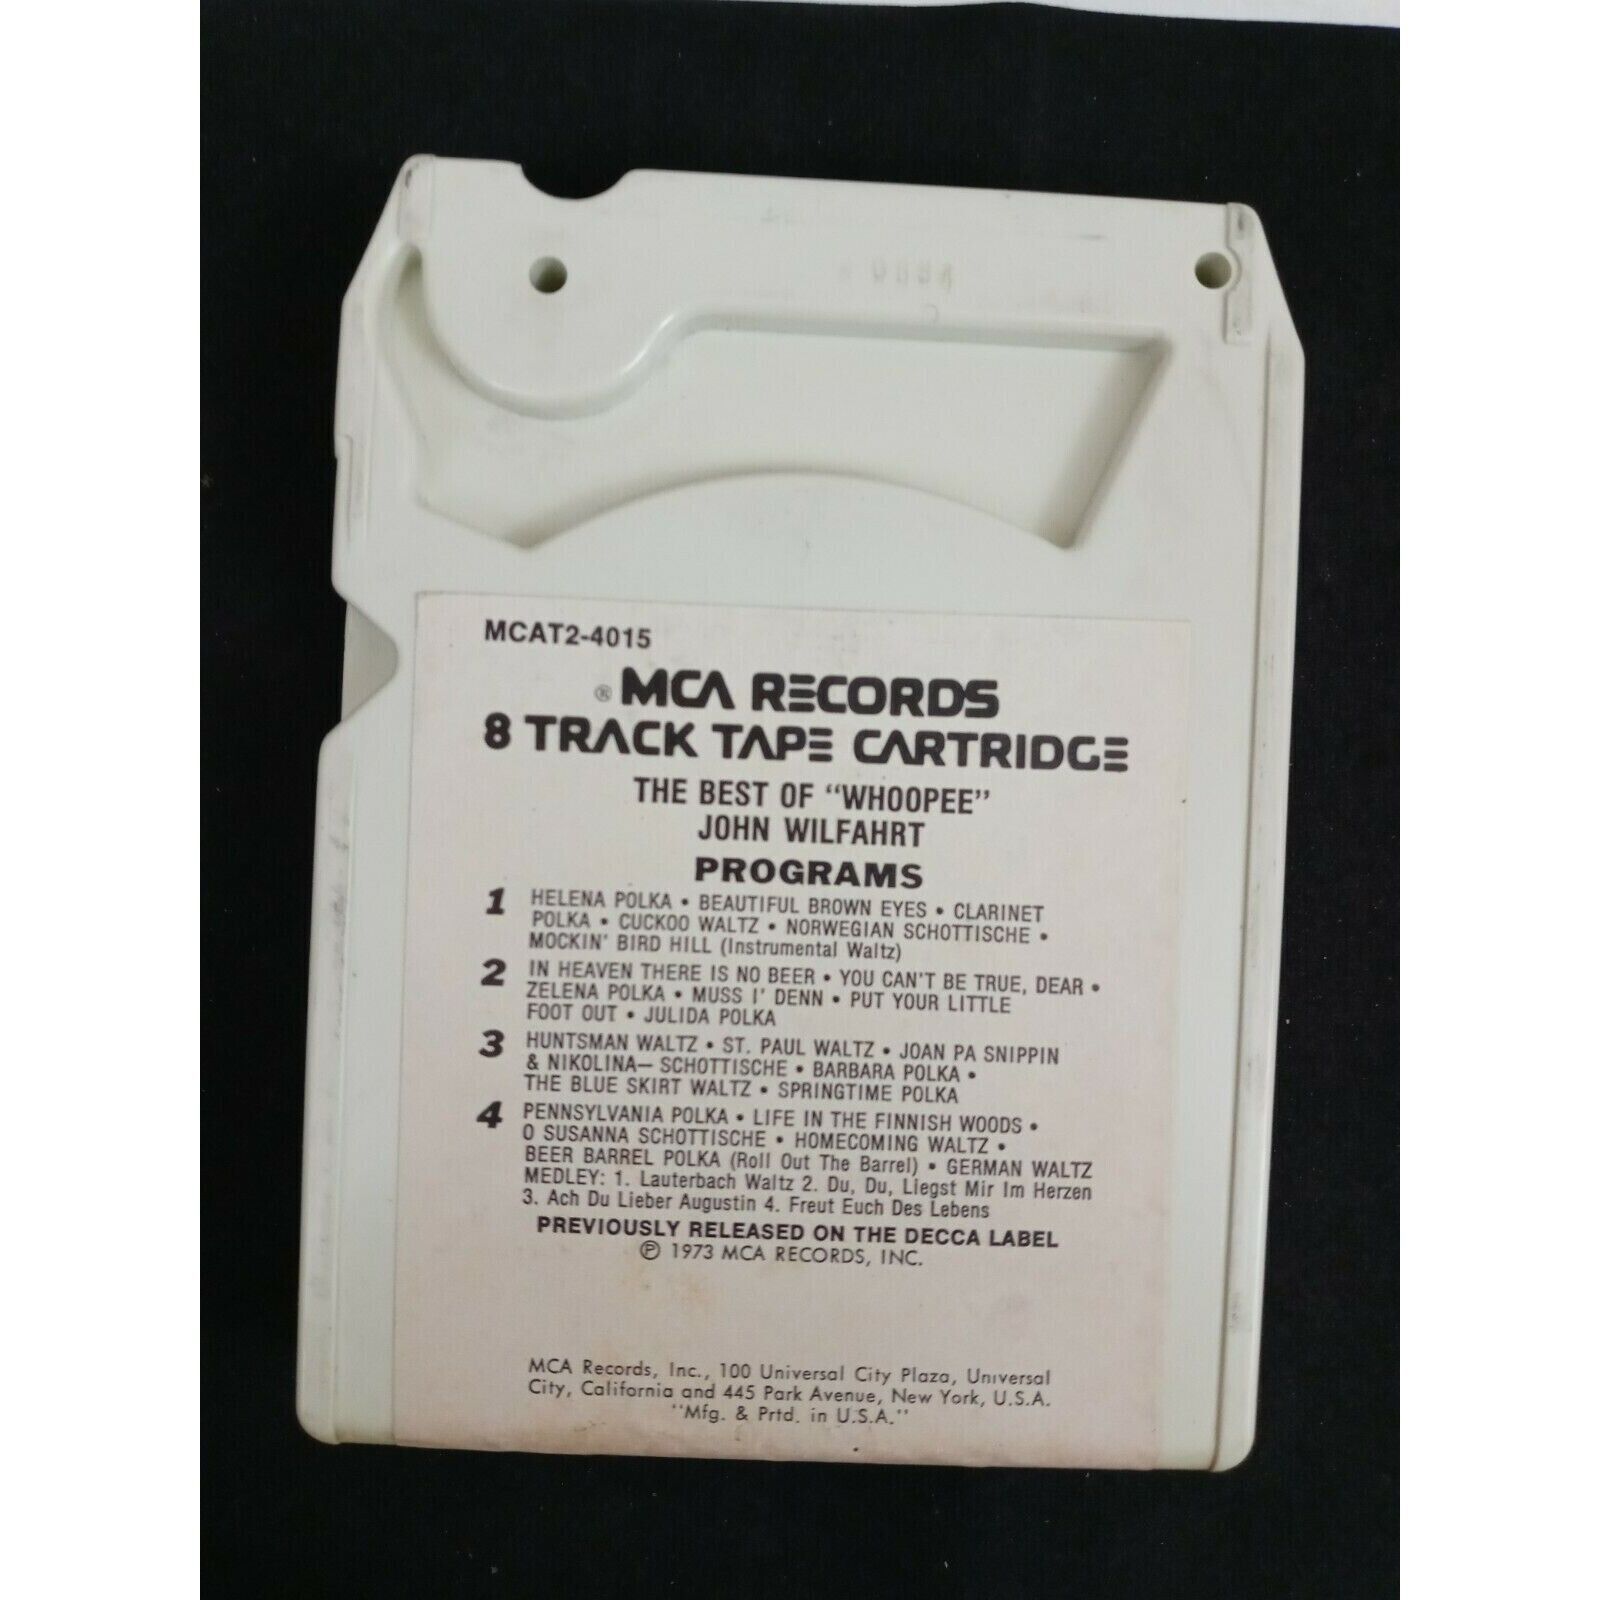 MCAT2-4015
® MCA RECORDS
8 TRACK TAPE CARTRIDGE
THE BEST OF "WHOOPEE"
JOHN WILFAHRT
PROGRAMS
1 HELENA POLKA • BEAUTIFUL BROWN EYES • CLARINET
POLKA • CUCKOO WALTZ • NORWEGIAN SCHOTTISCHE •
MOCKIN' BIRD HILL (Instrumental Waltz)
2 IN HEAVEN THERE IS NO BEER • YOU CAN'T BE TRUE, DEAR •
ZELENA POLKA • MUSS I' DENN • PUT YOUR LITTLE
FOOT OUT • JULIDA POLKA
3 HUNTSMAN WALTZ • ST. PAUL WALTZ • JOAN PA SNIPPIN
& NIKOLINA— SCHOTTISCHE • BARBARA POLKA •
THE BLUE SKIRT WALTZ • SPRINGTIME POLKA
4 PENNSYLVANIA POLKA • LIFE IN THE FINNISH WOODS •
O SUSANNA SCHOTTISCHE • HOMECOMING WALTZ •
BEER BARREL POLKA (Roll Out The Barrel) • GERMAN WALTZ
MEDLEY: 1. Lauterbach Waltz 2. Du, Du, Liegst Mir Im Herzen
3. Ach Du Lieber Augustin 4. Freut Euch Des Lebens
PREVIOUSLY RELEASED ON THE DECCA LABEL
℗ 1973 MCA RECORDS, INC.
MCA Records, Inc., 100 Universal City Plaza, Universal
City, California and 445 Park Avenue, New York, U.S.A.
"Mfg. & Prtd. in U.S.A."